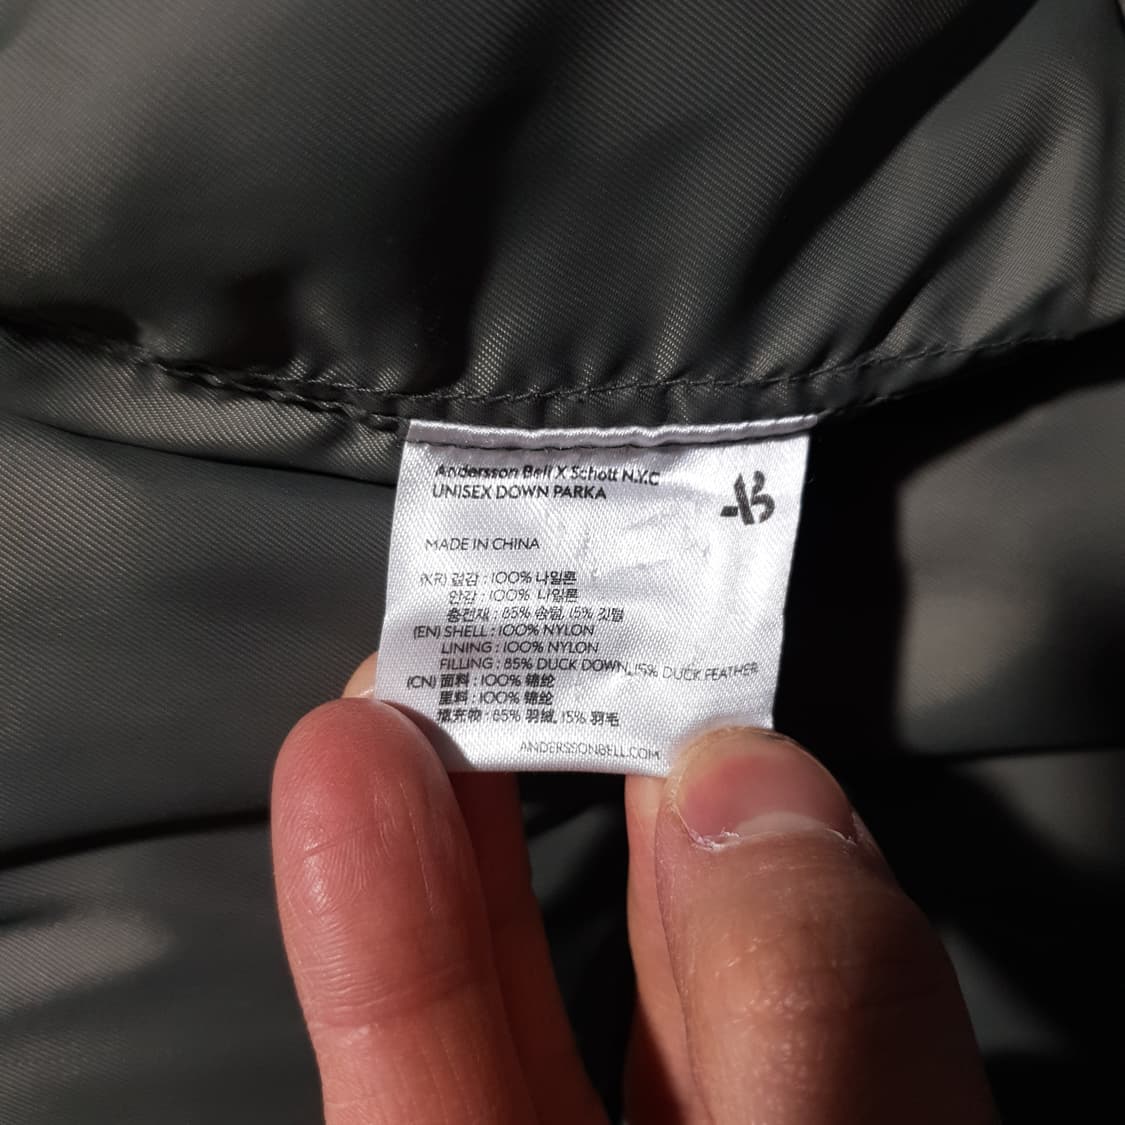 Andersson Bell X Schott N.Y.C
UNISEX DOWN PARKA
MADE IN CHINA
(KR) 겉감 : 100% 나일론
안감 : 100% 나일론
충전재 : 85% 솜털, 15% 깃털
(EN) SHELL : 100% NYLON
LINING : 100% NYLON
FILLING : 85% DUCK DOWN, 15% DUCK FEATHER
(CN) 面料 : 100% 锦纶
里料 : 100% 锦纶
填充物 : 85% 羽绒, 15% 羽毛
ANDERSSONBELL.COM